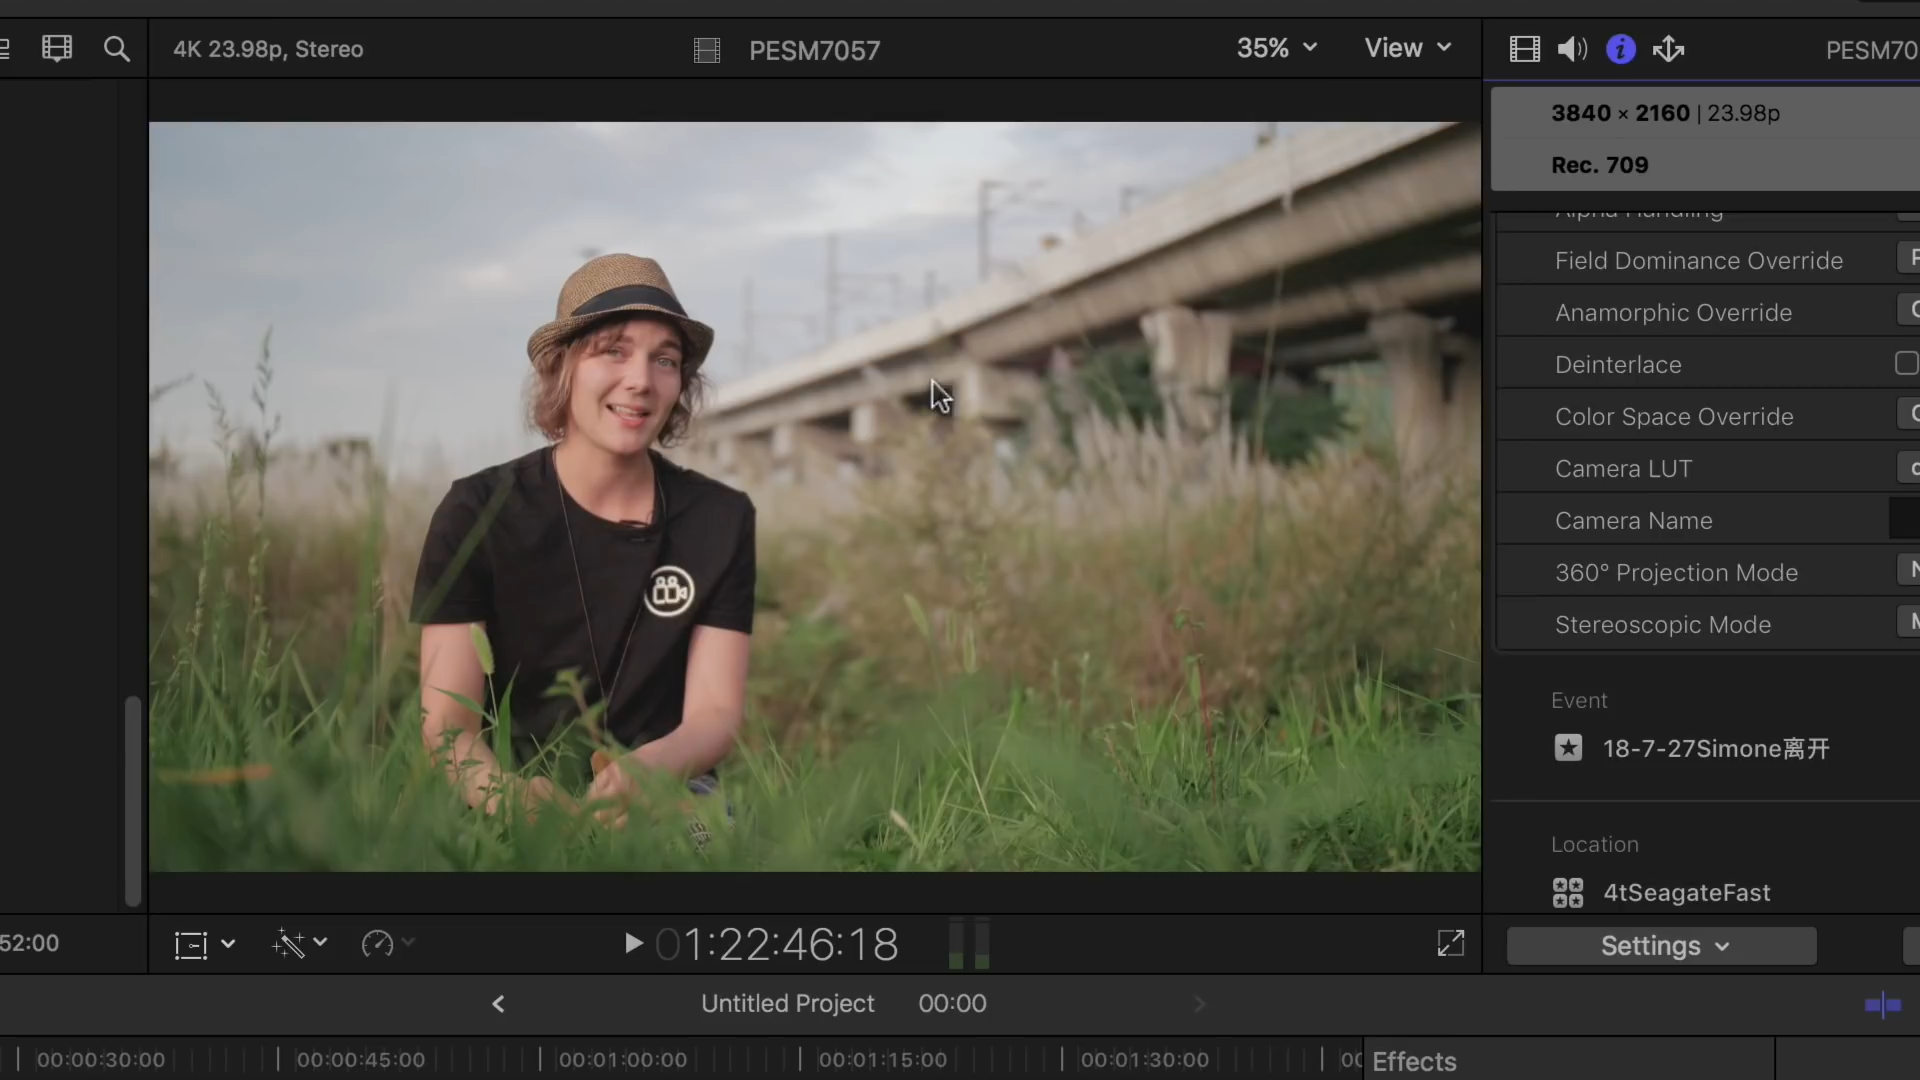 4K 23.98p, Stereo
PESM7057
35%
View
PESM70
3840 × 2160 | 23.98p
Rec. 709
Alpha Handling
Field Dominance Override
Anamorphic Override
Deinterlace
Color Space Override
Camera LUT
Camera Name
360° Projection Mode
Stereoscopic Mode
Event
18-7-27Simone离开
Location
4tSeagateFast
52:00
01:22:46:18
Settings
Untitled Project 00:00
00:00:30:00 00:00:45:00 00:01:00:00 00:01:15:00 00:01:30:00
Effects